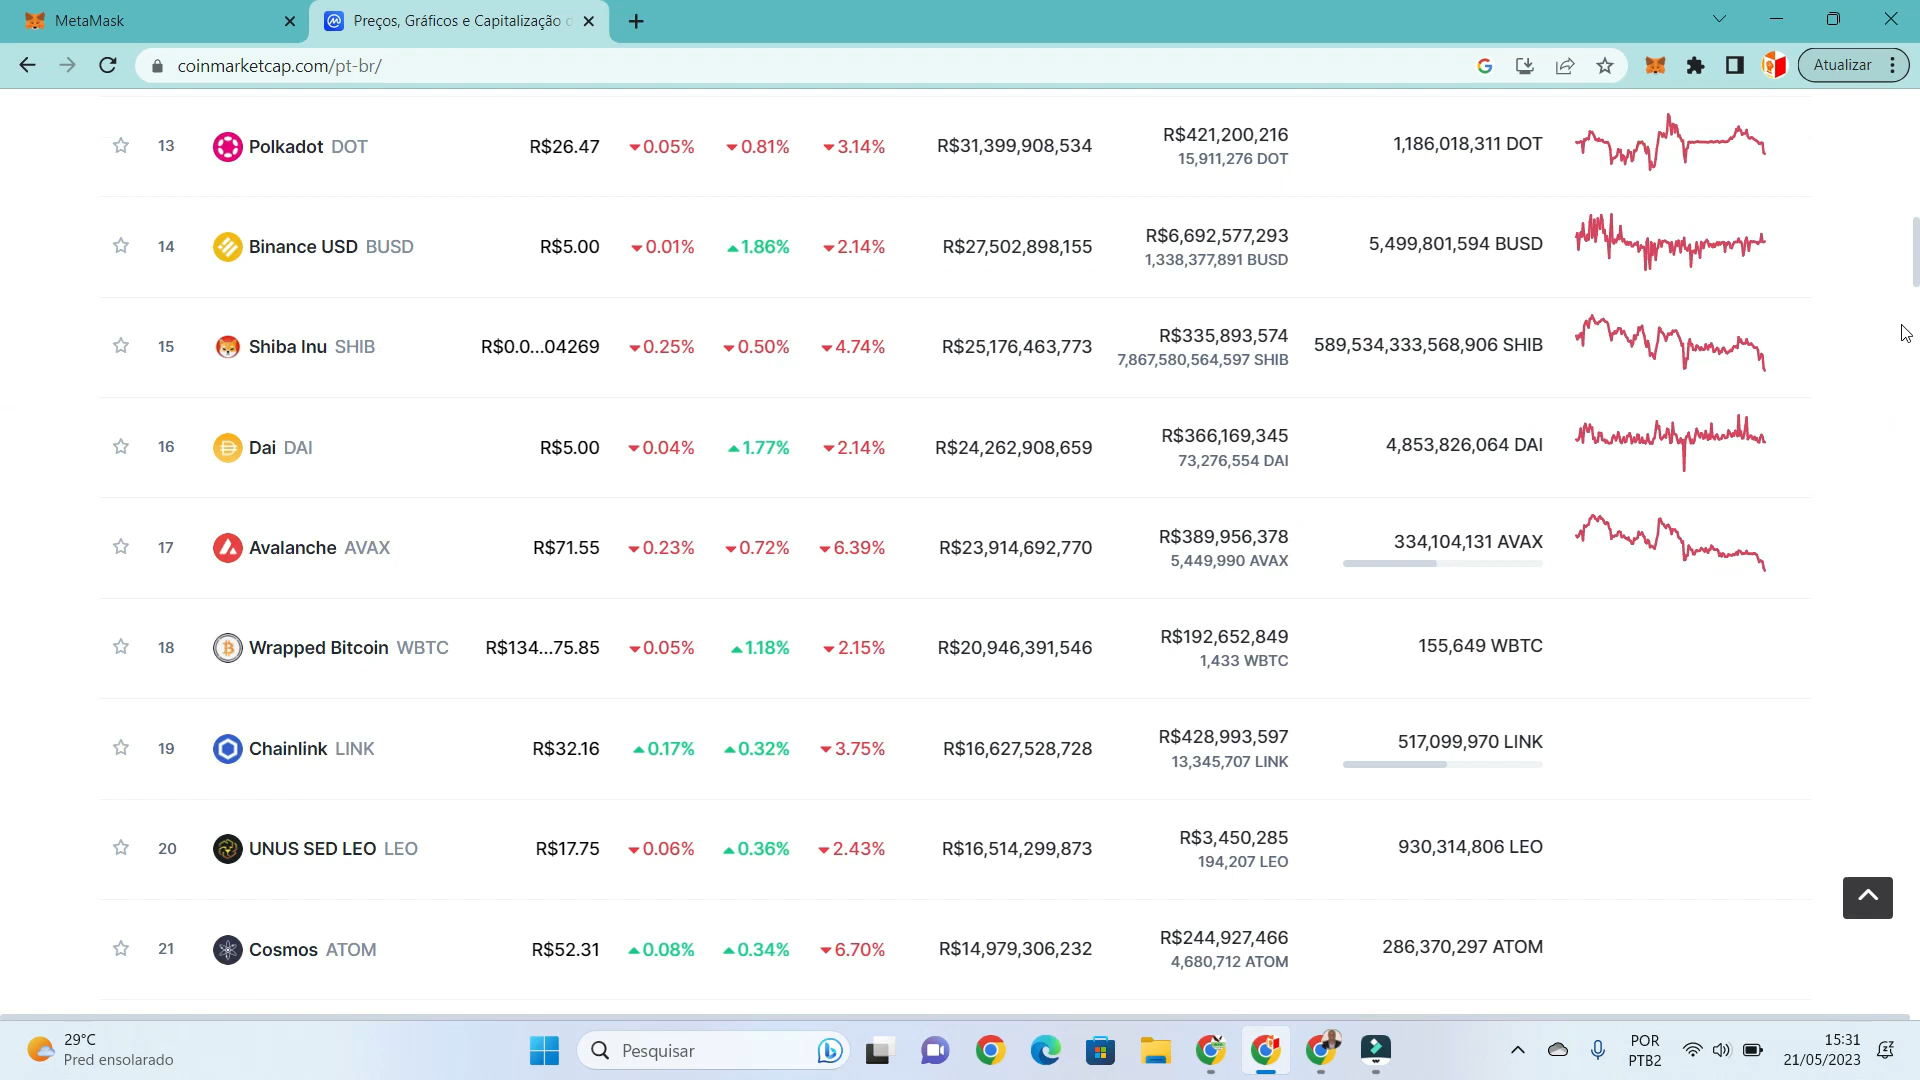 MetaMask
Preços, Gráficos e Capitalização
coinmarketcap.com/pt-br/
Atualizar
13 Polkadot DOT R$26.47 0.05% 0.81% 3.14% R$31,399,908,534 R$421,200,216 1,186,018,311 DOT
15,911,276 DOT
14 Binance USD BUSD R$5.00 0.01% 1.86% 2.14% R$27,502,898,155 R$6,692,577,293 5,499,801,594 BUSD
1,338,377,891 BUSD
15 Shiba Inu SHIB R$0.0...04269 0.25% 0.50% 4.74% R$25,176,463,773 R$335,893,574 589,534,333,568,906 SHIB
7,867,580,564,597 SHIB
16 Dai DAI R$5.00 0.04% 1.77% 2.14% R$24,262,908,659 R$366,169,345 4,853,826,064 DAI
73,276,554 DAI
17 Avalanche AVAX R$71.55 0.23% 0.72% 6.39% R$23,914,692,770 R$389,956,378 334,104,131 AVAX
5,449,990 AVAX
18 Wrapped Bitcoin WBTC R$134...75.85 0.05% 1.18% 2.15% R$20,946,391,546 R$192,652,849 155,649 WBTC
1,433 WBTC
19 Chainlink LINK R$32.16 0.17% 0.32% 3.75% R$16,627,528,728 R$428,993,597 517,099,970 LINK
13,345,707 LINK
20 UNUS SED LEO LEO R$17.75 0.06% 0.36% 2.43% R$16,514,299,873 R$3,450,285 930,314,806 LEO
194,207 LEO
21 Cosmos ATOM R$52.31 0.08% 0.34% 6.70% R$14,979,306,232 R$244,927,466 286,370,297 ATOM
4,680,712 ATOM
29°C
Pred ensolarado
Pesquisar
POR
PTB2
15:31
21/05/2023